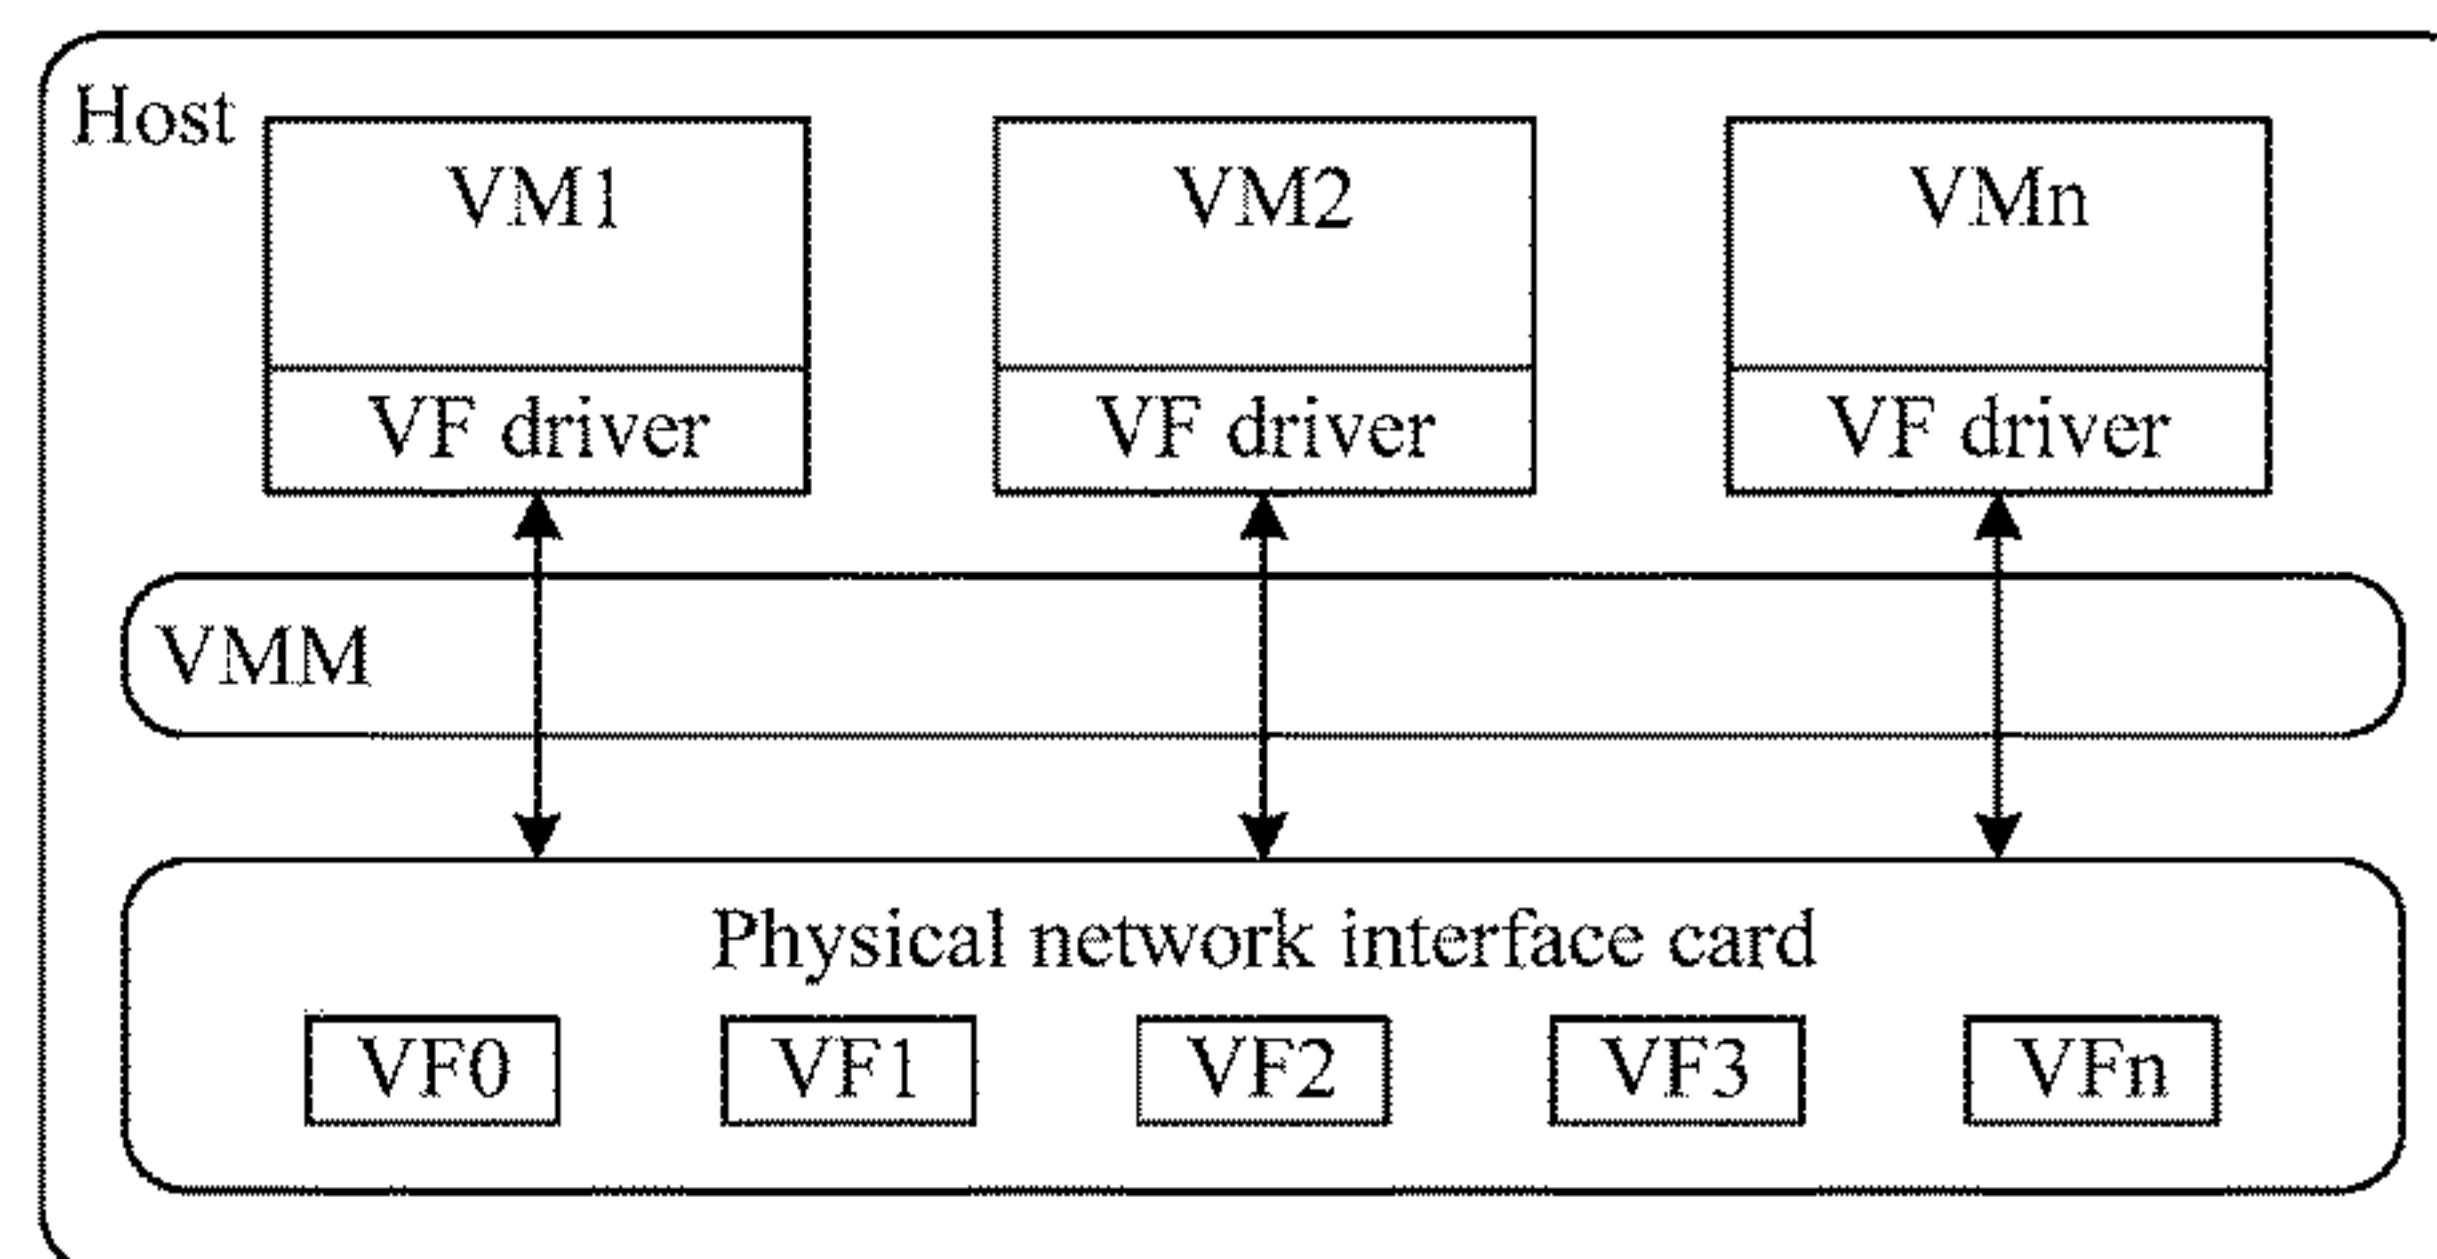 Host
VM1
VM2
VMn
VF driver
VF driver
VF driver
VMM
Physical network interface card
VF0
VF1
VF2
VF3
VFn